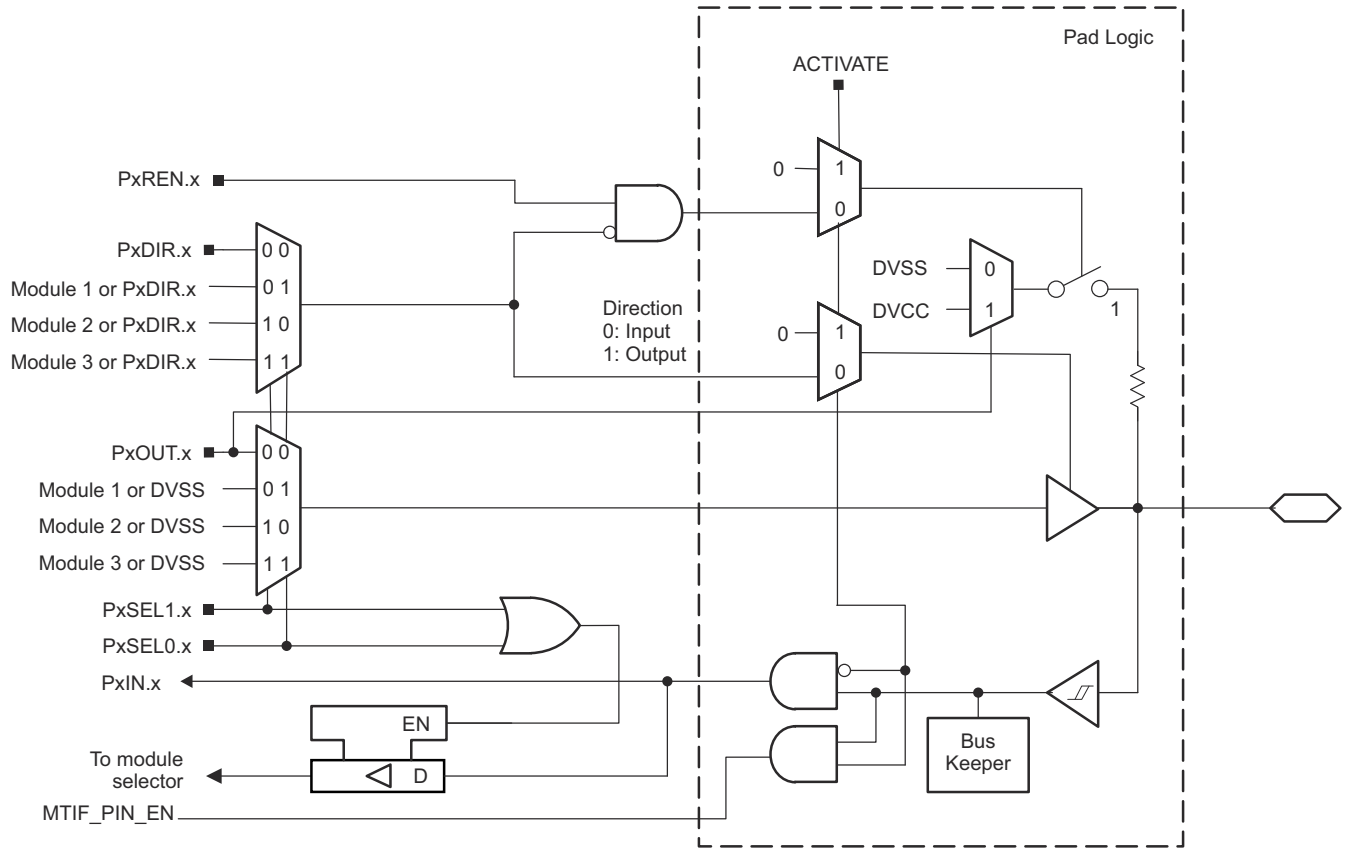 Pad Logic
ACTIVATE
PxREN.x
0
1
0
PxDIR.x
0 0
Module 1 or PxDIR.x
0 1
Module 2 or PxDIR.x
1 0
Module 3 or PxDIR.x
1 1
Direction
0: Input
1: Output
0
1
0
DVSS
0
DVCC
1
1
PxOUT.x
0 0
Module 1 or DVSS
0 1
Module 2 or DVSS
1 0
Module 3 or DVSS
1 1
PxSEL1.x
PxSEL0.x
PxIN.x
EN
D
To module
selector
Bus
Keeper
MTIF_PIN_EN